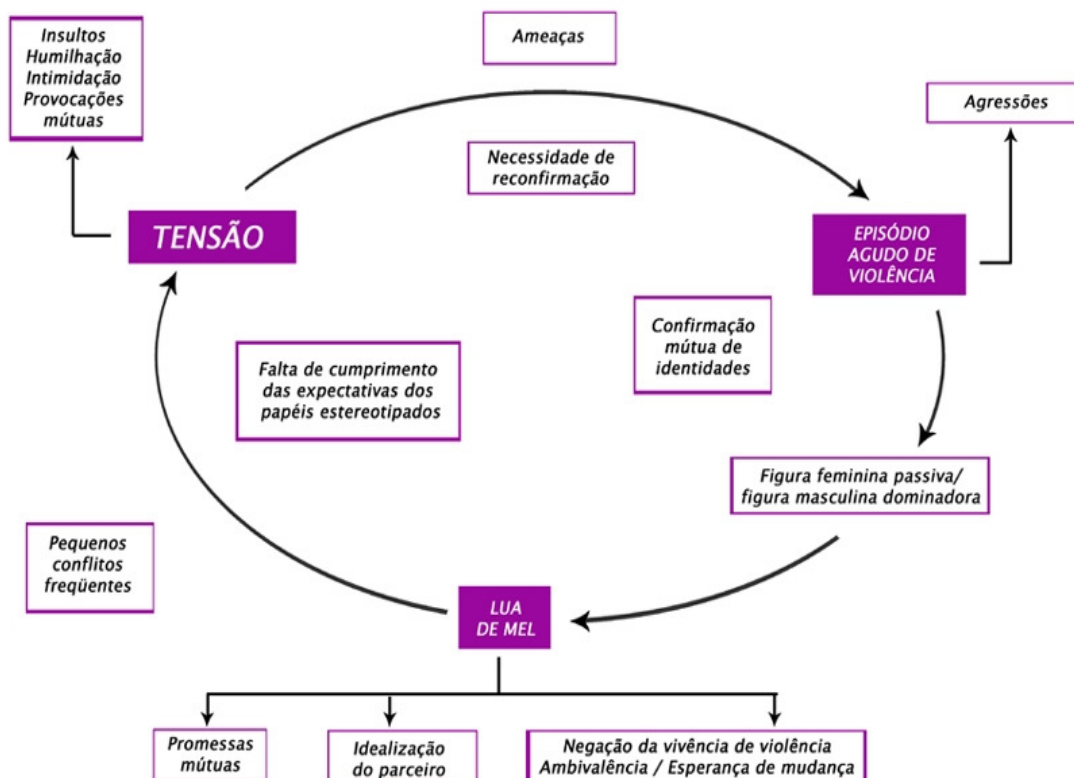 Insultos
Humilhação
Intimidação
Provocações
mútuas
Ameaças
Agressões
Necessidade de
reconfirmação
TENSÃO
EPISÓDIO
AGUDO DE
VIOLÊNCIA
Confirmação
mútua de
identidades
Falta de cumprimento
das expectativas dos
papéis estereotipados
Figura feminina passiva/
figura masculina dominadora
Pequenos
conflitos
freqüentes
LUA
DE MEL
Promessas
mútuas
Idealização
do parceiro
Negação da vivência de violência
Ambivalência / Esperança de mudança